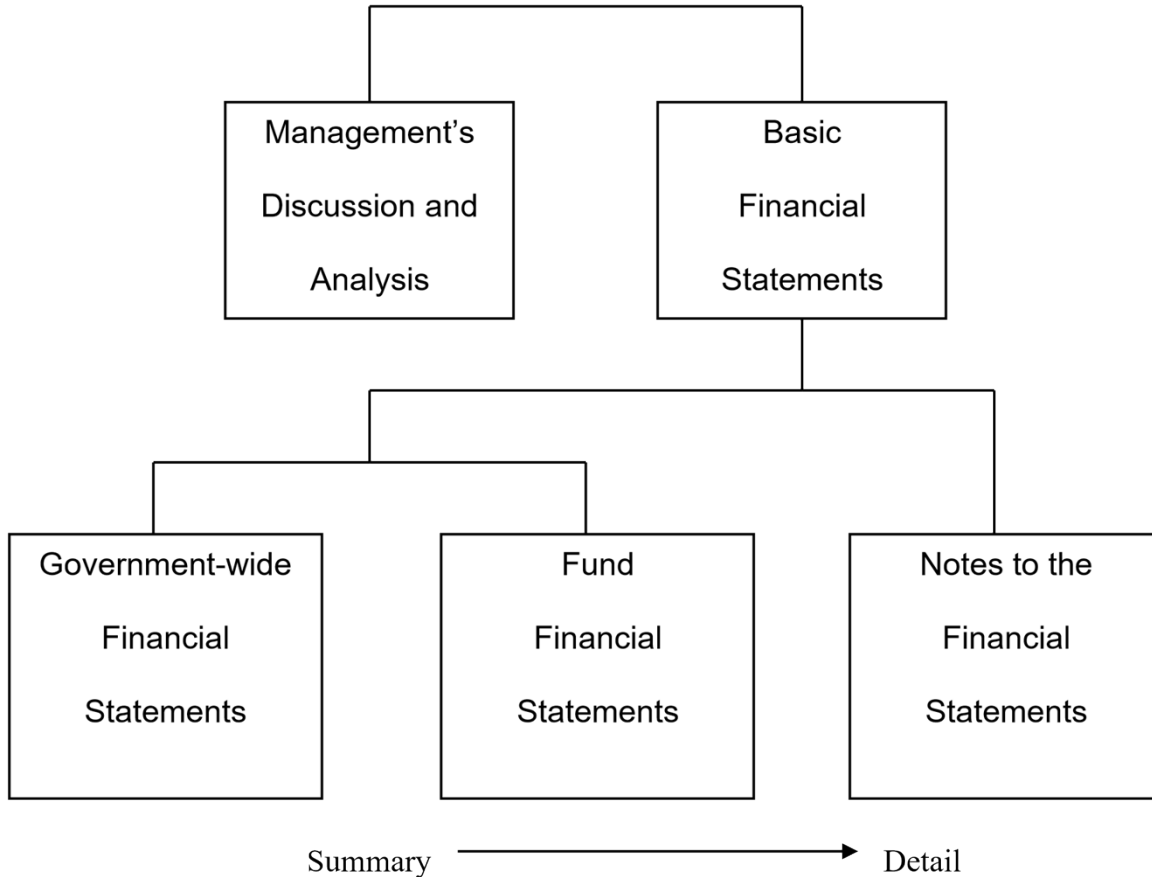 Management’s
Discussion and
Analysis
Basic
Financial
Statements
Government-wide
Financial
Statements
Fund
Financial
Statements
Notes to the
Financial
Statements
Summary
Detail